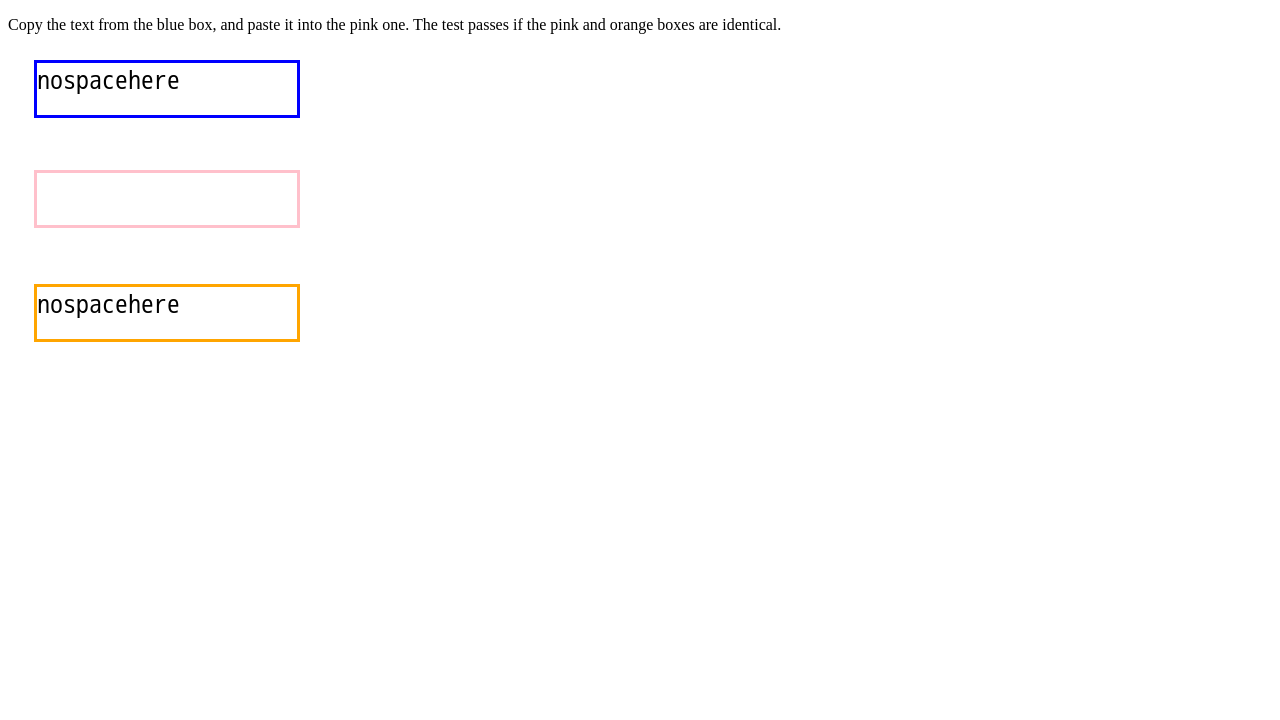 Copy the text from the blue box, and paste it into the pink one. The test passes if the pink and orange boxes are identical.
nospacehere
nospacehere